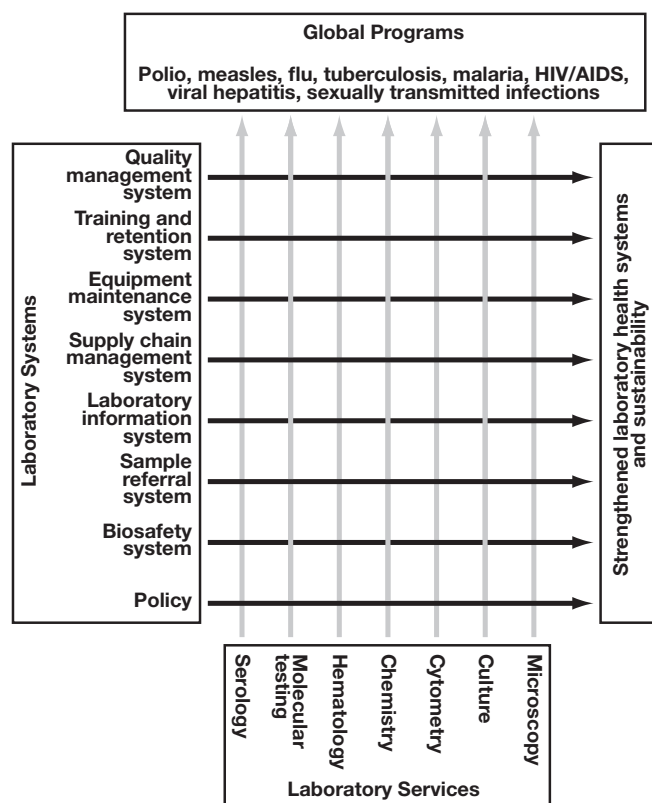 Global Programs
Polio, measles, flu, tuberculosis, malaria, HIV/AIDS,
viral hepatitis, sexually transmitted infections
Laboratory Systems
Quality
management
system
Training and
retention
system
Equipment
maintenance
system
Supply chain
management
system
Laboratory
information
system
Sample
referral
system
Biosafety
system
Policy
Strengthened laboratory health systems
and sustainability
Serology
Molecular
testing
Hematology
Chemistry
Cytometry
Culture
Microscopy
Laboratory Services